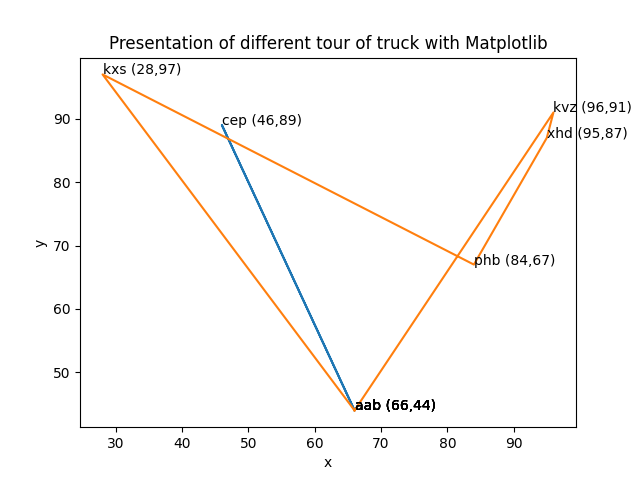 Presentation of different tour of truck with Matplotlib
kxs (28,97)
cep (46,89)
kvz (96,91)
xhd (95,87)
phb (84,67)
aab (66,44)
y
90
80
70
60
50
30
40
50
60
70
80
90
x